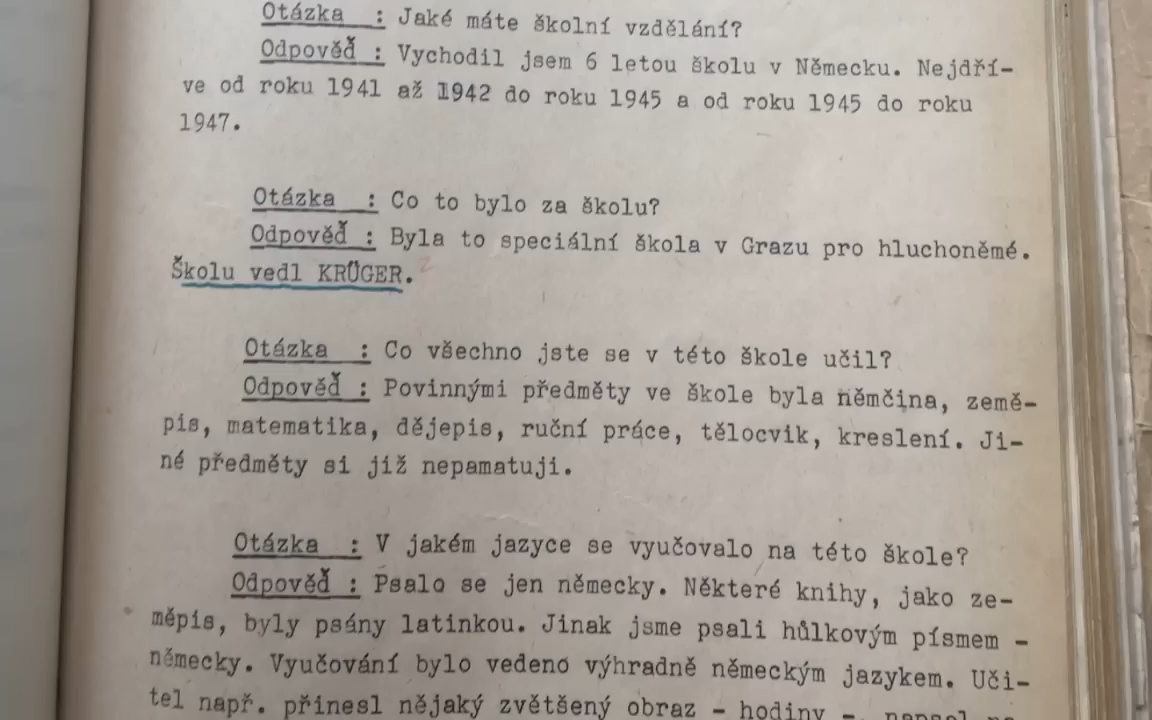 Otázka : Jaké máte školní vzdělání?
Odpověď : Vychodil jsem 6 letou školu v Německu. Nejdří-
ve od roku 1941 až 1942 do roku 1945 a od roku 1945 do roku
1947.
Otázka : Co to bylo za školu?
Odpověď : Byla to speciální škola v Grazu pro hluchoněmé.
Školu vedl KRÜGER.
Otázka : Co všechno jste se v této škole učil?
Odpověď : Povinnými předměty ve škole byla němčina, země-
pis, matematika, dějepis, ruční práce, tělocvik, kreslení. Ji-
né předměty si již nepamatuji.
Otázka : V jakém jazyce se vyučovalo na této škole?
Odpověď : Psalo se jen německy. Některé knihy, jako ze-
měpis, byly psány latinkou. Jinak jsme psali hůlkovým písmem -
německy. Vyučování bylo vedeno výhradně německým jazykem. Uči-
tel např. přinesl nějaký zvětšený obraz - hodiny -